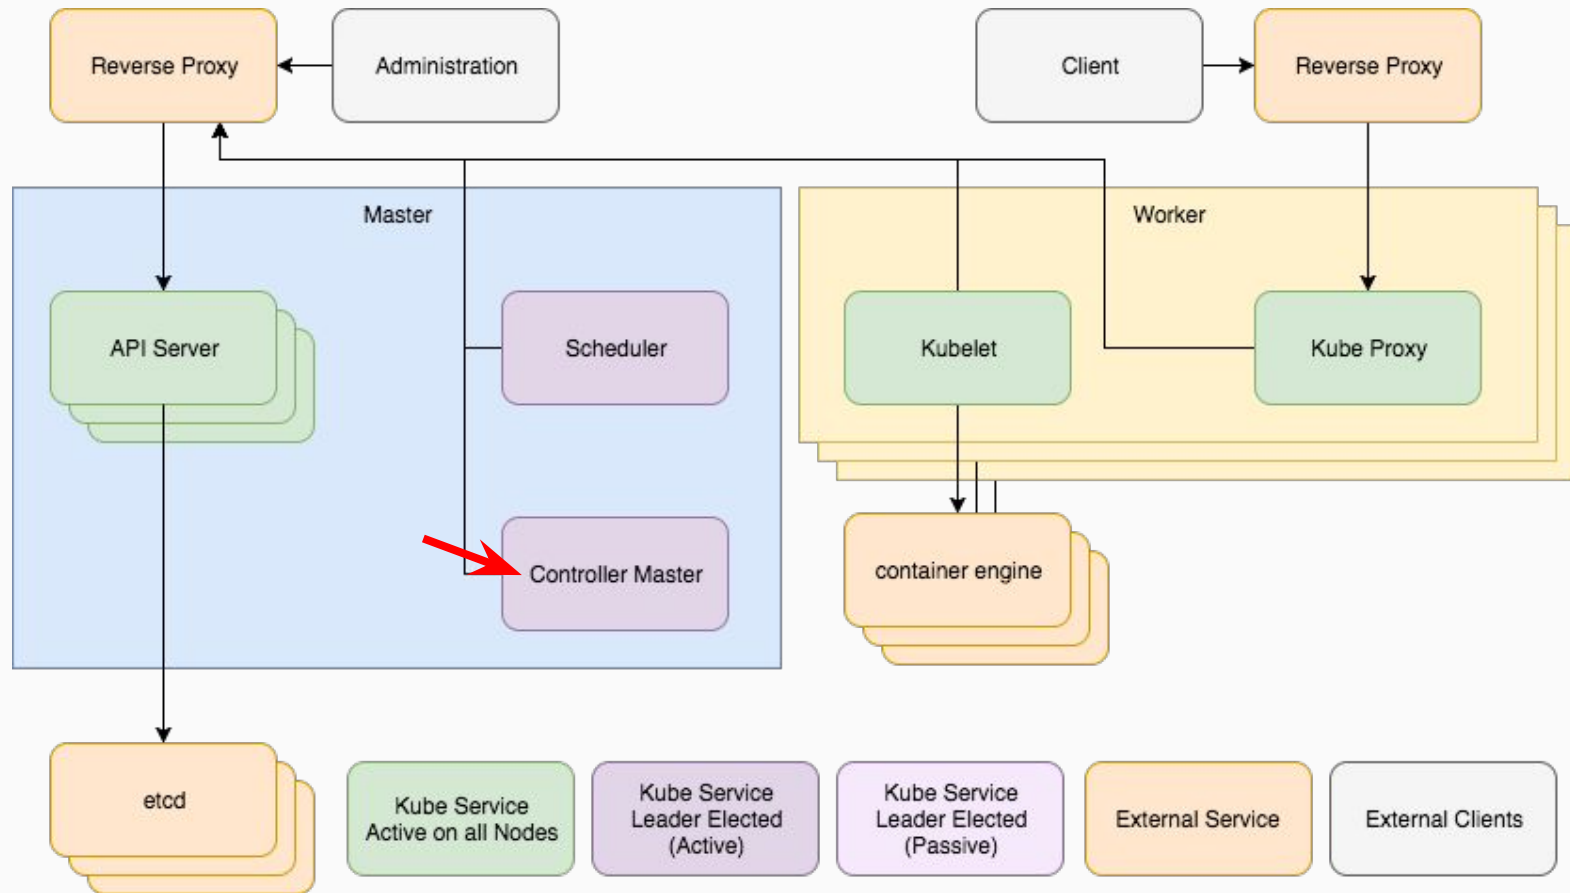 Reverse Proxy
Administration
Client
Reverse Proxy
Master
Worker
API Server
Scheduler
Kubelet
Kube Proxy
Controller Master
container engine
etcd
Kube Service
Active on all Nodes
Kube Service
Leader Elected
(Active)
Kube Service
Leader Elected
(Passive)
External Service
External Clients